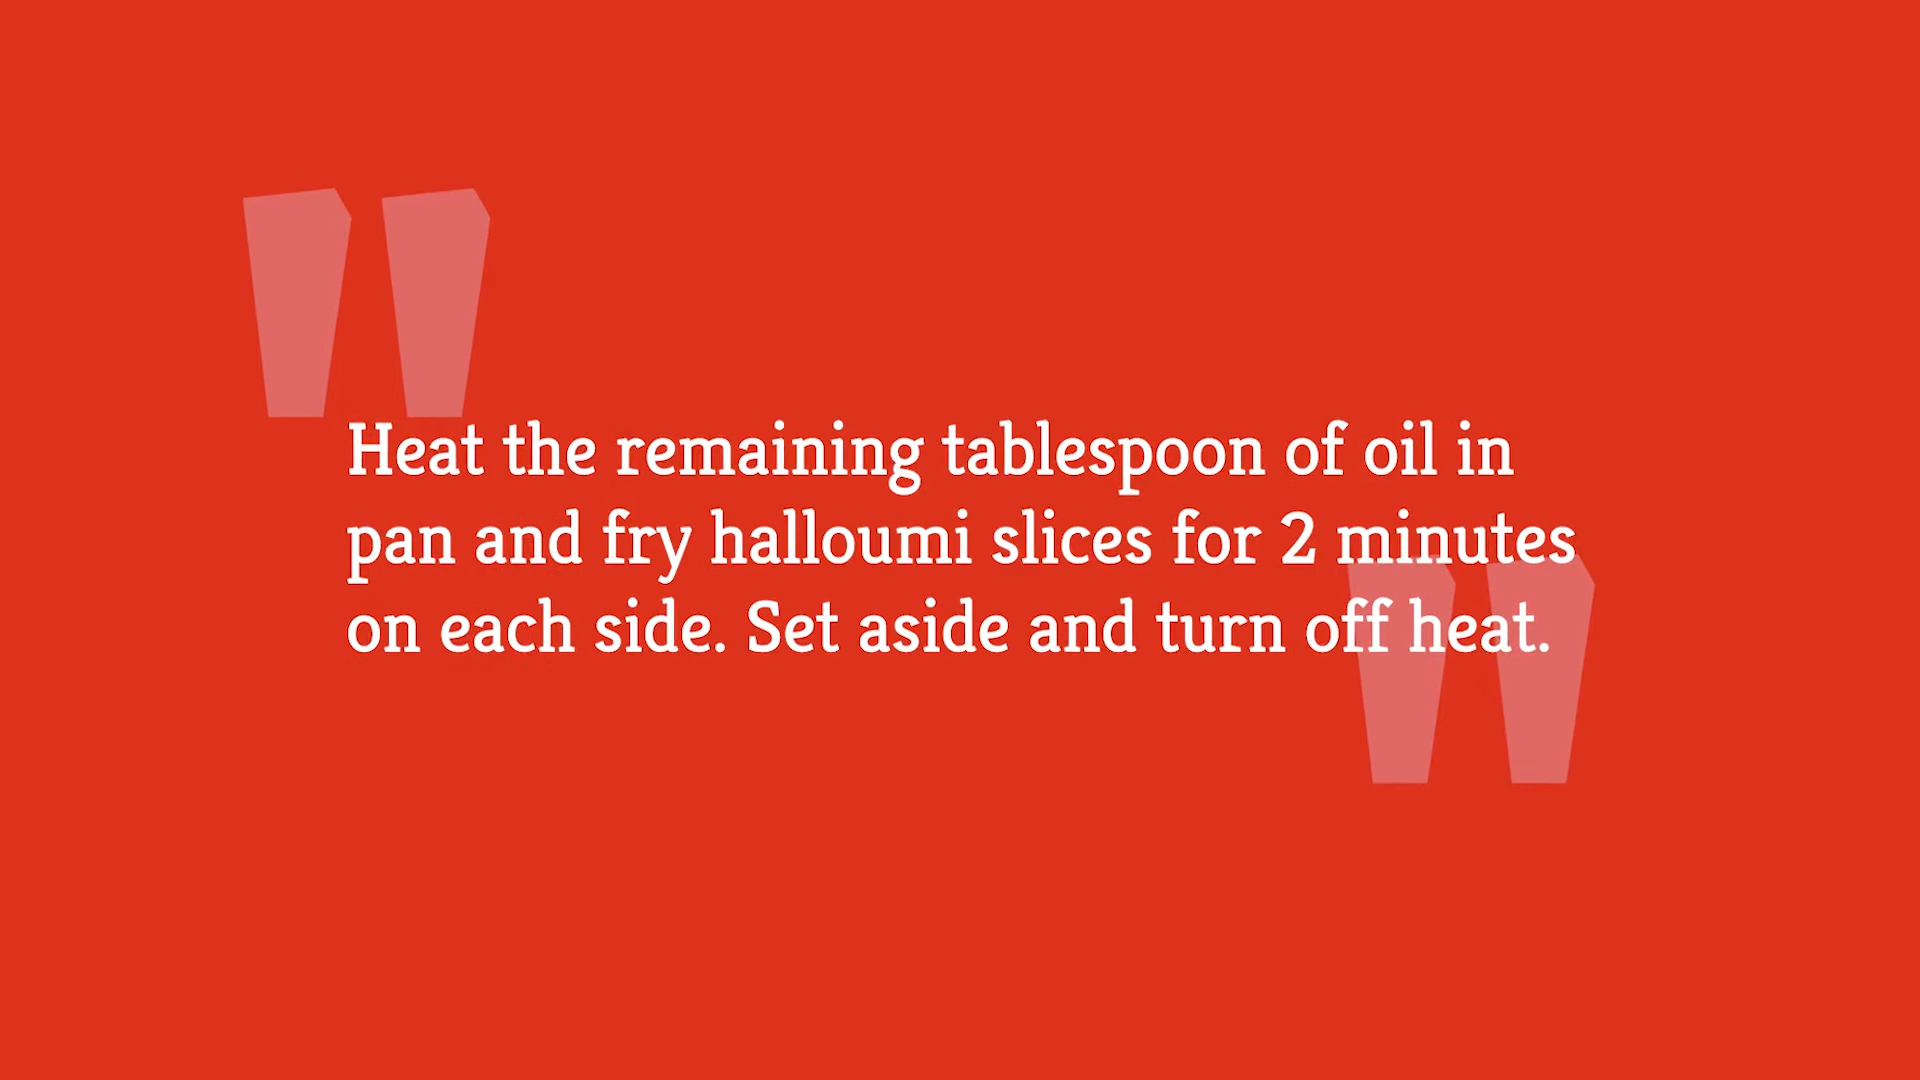 Heat the remaining tablespoon of oil in
pan and fry halloumi slices for 2 minutes
on each side. Set aside and turn off heat.